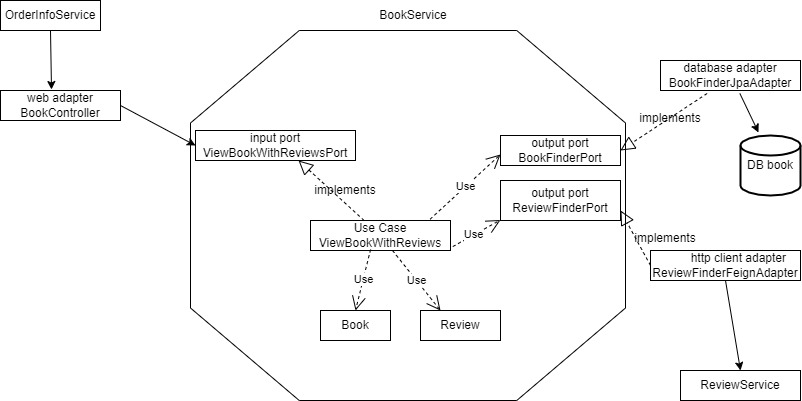 OrderInfoService
BookService
web adapter
BookController
database adapter
BookFinderJpaAdapter
implements
input port
ViewBookWithReviewsPort
output port
BookFinderPort
DB book
implements
Use
output port
ReviewFinderPort
Use Case
ViewBookWithReviews
Use
implements
http client adapter
ReviewFinderFeignAdapter
Use
Use
Book
Review
ReviewService